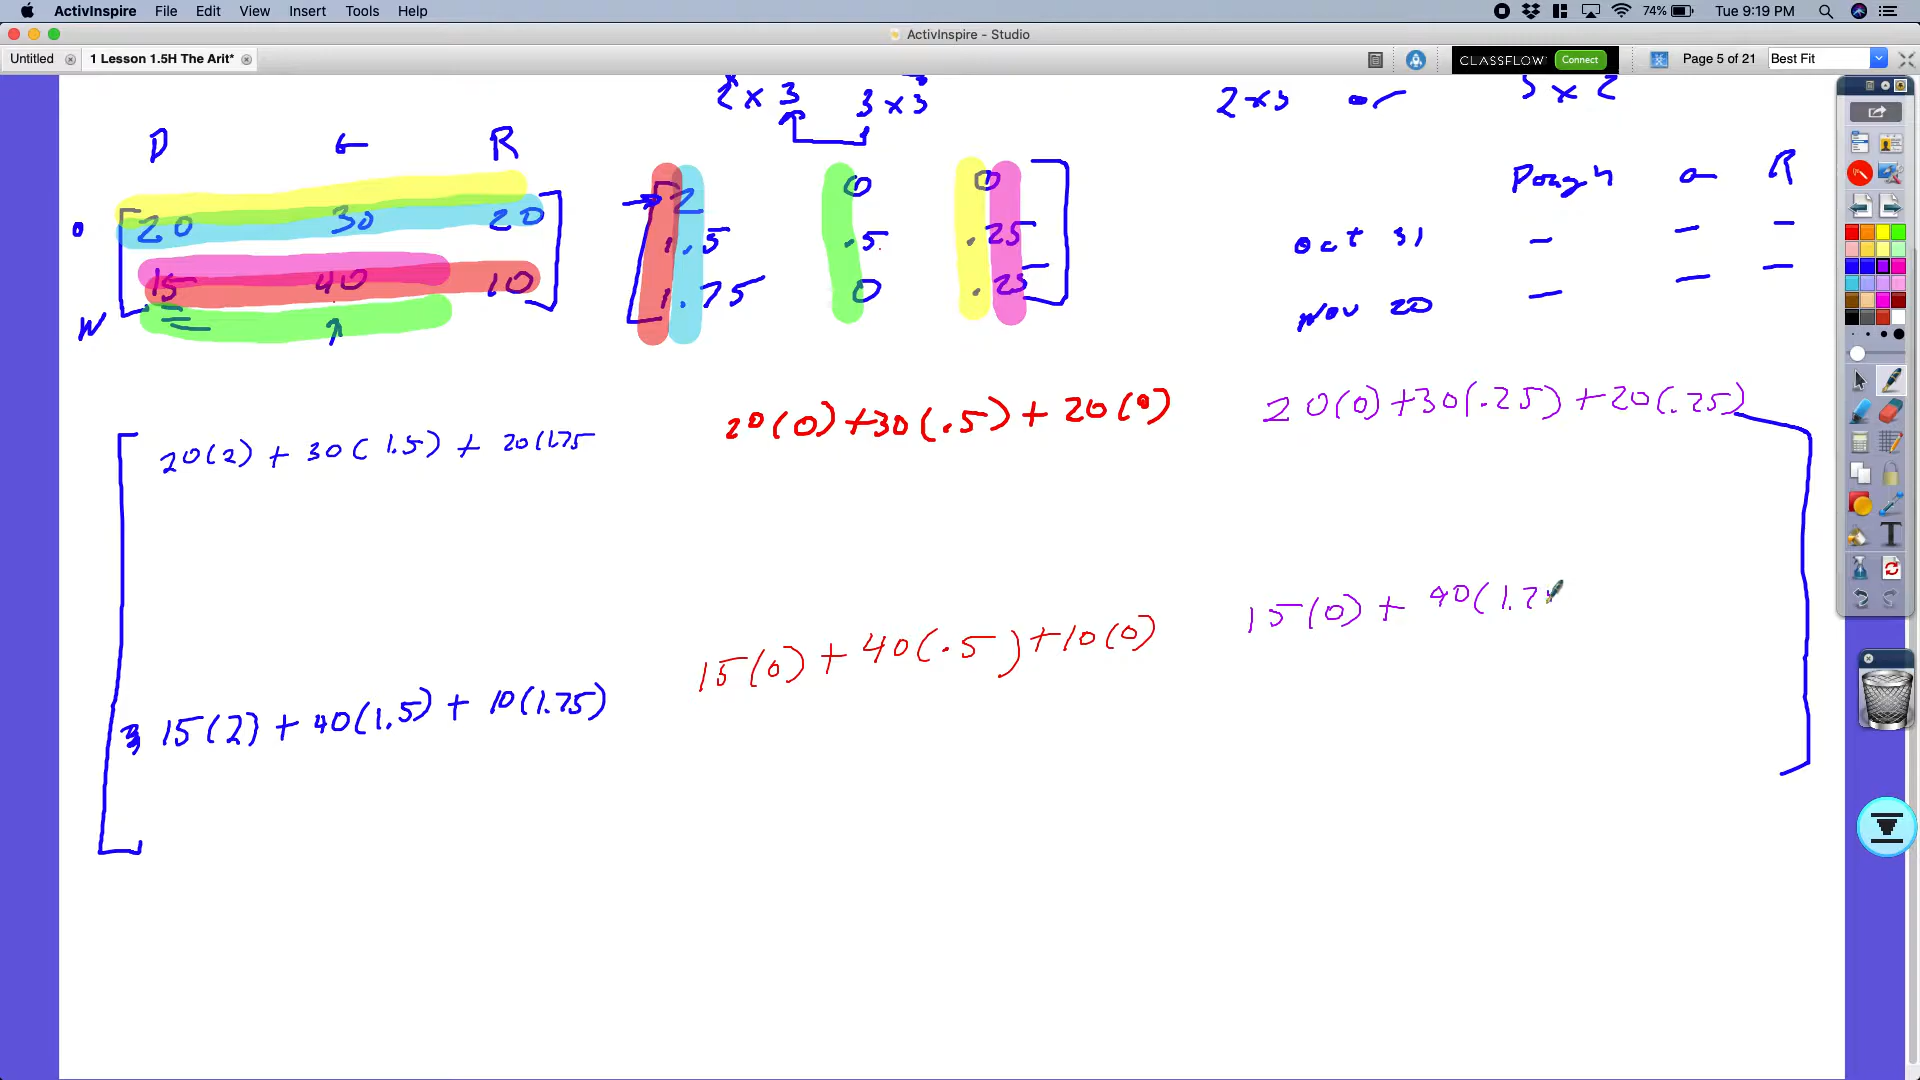 ActivInspire File Edit View Insert Tools Help 74% Tue 9:19 PM
ActivInspire - Studio
Untitled 1 Lesson 1.5H The Arit* CLASSFLOW Connect Page 5 of 21 Best Fit
2 x 3 3 x 3 2 x 3 or 3 x 2
D C R
O 20 30 20
W 15 40 10
2 0 0
1.5 .5 .25
1.75 0 .25
Dough C R
Oct 31 – – –
Nov 20 – – –
20(2) + 30(1.5) + 20(1.75 20(0)+30(.5)+20(0) 20(0)+30(.25)+20(.25)
15(2) + 40(1.5) + 10(1.75) 15(0)+40(.5)+10(0) 15(0)+40(1.7
T